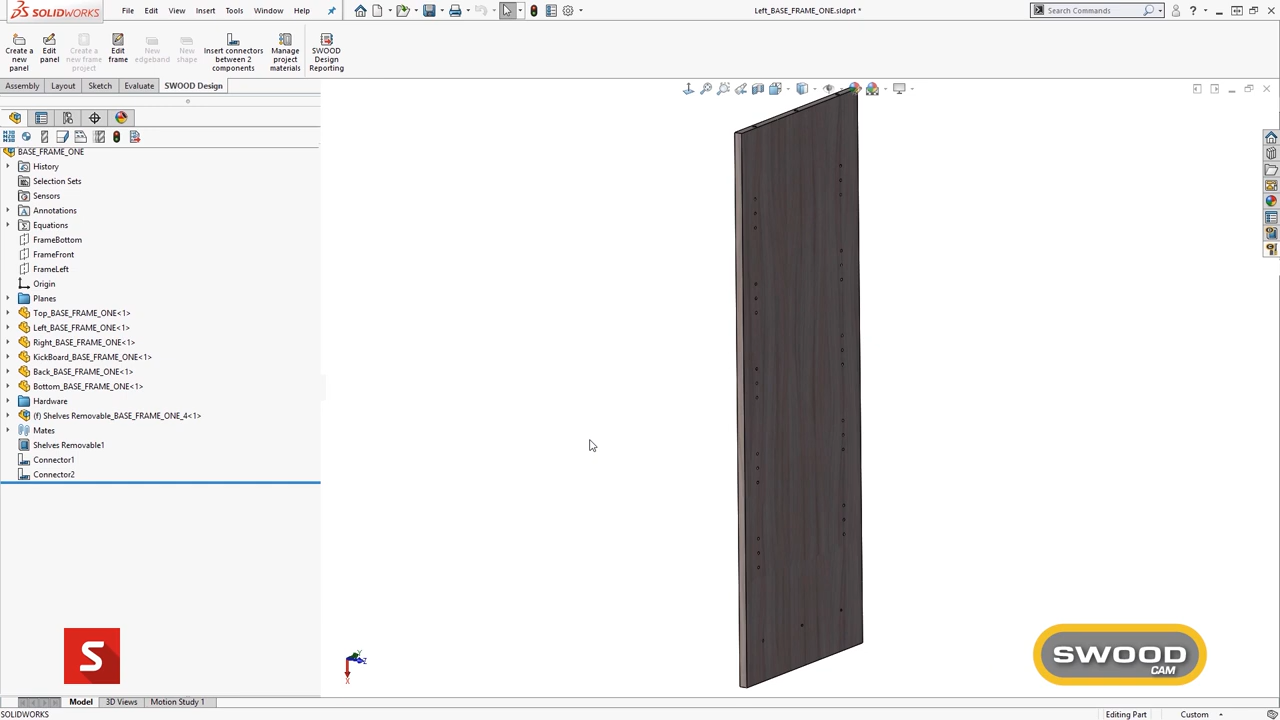 SOLIDWORKS
File
Edit
View
Insert
Tools
Window
Help
Left_BASE_FRAME_ONE.sldprt *
Search Commands
Create a new panel
Edit panel
Create a new frame project
Edit frame
New edgeband
New shape
Insert connectors between 2 components
Manage project materials
SWOOD Design Reporting
Assembly
Layout
Sketch
Evaluate
SWOOD Design
BASE_FRAME_ONE
History
Selection Sets
Sensors
Annotations
Equations
FrameBottom
FrameFront
FrameLeft
Origin
Planes
Top_BASE_FRAME_ONE<1>
Left_BASE_FRAME_ONE<1>
Right_BASE_FRAME_ONE<1>
KickBoard_BASE_FRAME_ONE<1>
Back_BASE_FRAME_ONE<1>
Bottom_BASE_FRAME_ONE<1>
Hardware
(f) Shelves Removable_BASE_FRAME_ONE_4<1>
Mates
Shelves Removable1
Connector1
Connector2
S
Y
Z
X
SWOOD
CAM
Model
3D Views
Motion Study 1
SOLIDWORKS
Editing Part
Custom